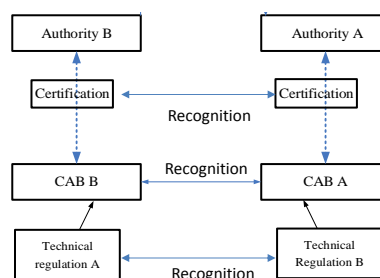 Authority B
Authority A
Certification
Certification
Recognition
Recognition
CAB B
CAB A
Technical
regulation A
Technical
Regulation B
Recognition